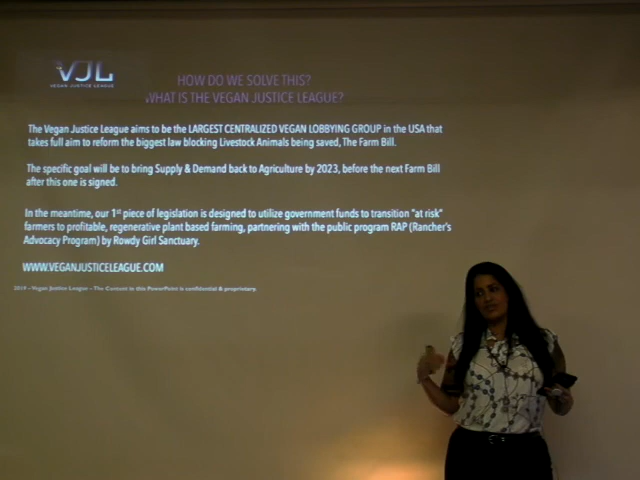 VJL
VEGAN JUSTICE LEAGUE
HOW DO WE SOLVE THIS?
WHAT IS THE VEGAN JUSTICE LEAGUE?
The Vegan Justice League aims to be the LARGEST CENTRALIZED VEGAN LOBBYING GROUP in the USA that
takes full aim to reform the biggest law blocking Livestock Animals being saved, The Farm Bill.
The specific goal will be to bring Supply & Demand back to Agriculture by 2023, before the next Farm Bill
after this one is signed.
In the meantime, our 1st piece of legislation is designed to utilize government funds to transition "at risk"
farmers to profitable, regenerative plant based farming, partnering with the public program RAP (Rancher's
Advocacy Program) by Rowdy Girl Sanctuary.
WWW.VEGANJUSTICELEAGUE.COM
2019 – Vegan Justice League – The Content in this PowerPoint is confidential & proprietary.